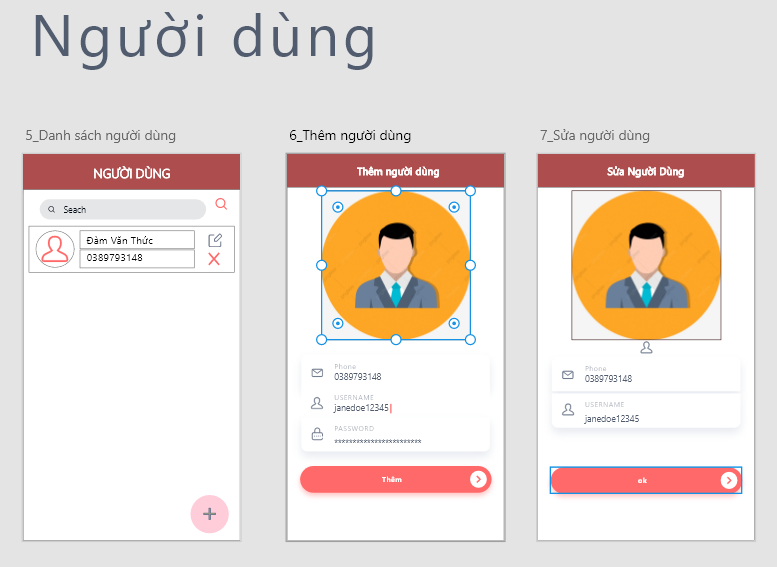 Người dùng
5_Danh sách người dùng
NGƯỜI DÙNG
Seach
Đàm Văn Thức
0389793148
6_Thêm người dùng
Thêm người dùng
Phone
0389793148
USERNAME
janedoe12345
PASSWORD
************************
Thêm
7_Sửa người dùng
Sửa Người Dùng
Phone
0389793148
USERNAME
janedoe12345
ok